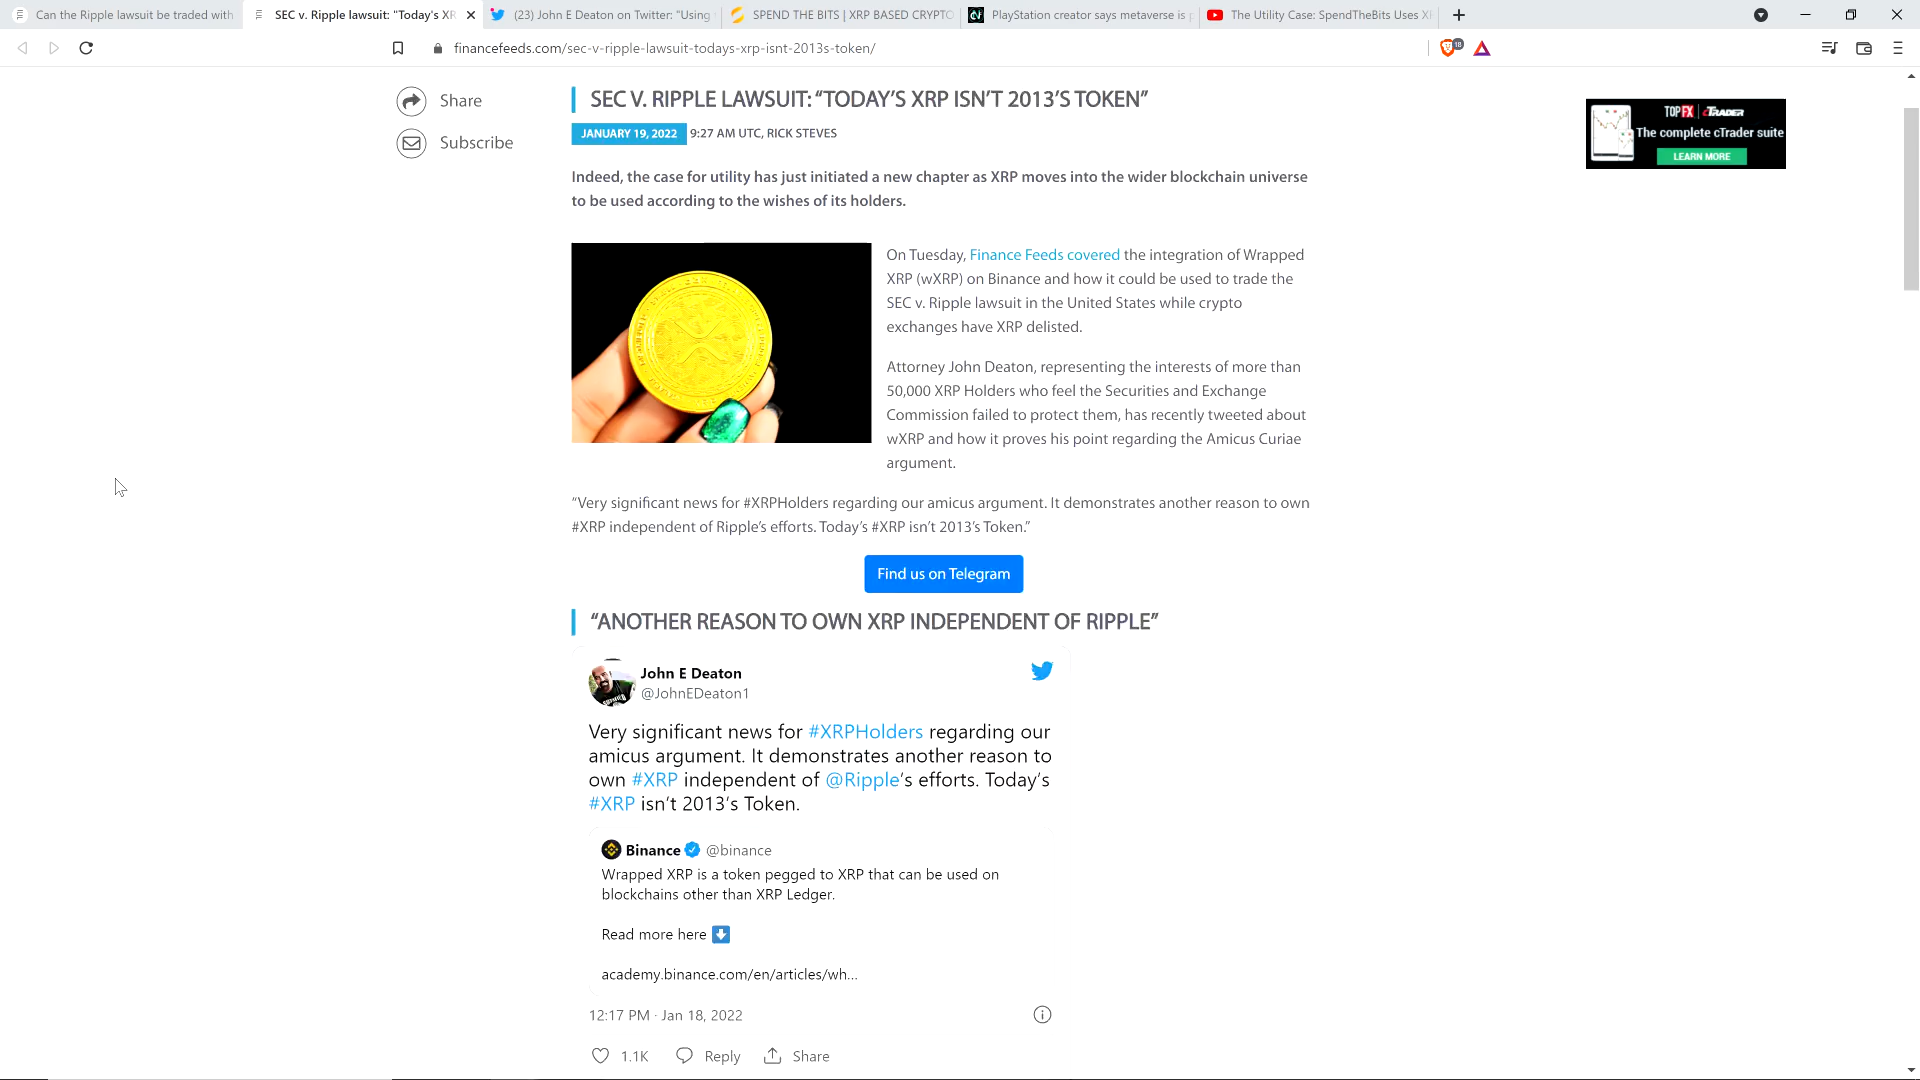 Can the Ripple lawsuit be traded with
SEC v. Ripple lawsuit: "Today's XR
(23) John E Deaton on Twitter: "Using
SPEND THE BITS | XRP BASED CRYPTO
PlayStation creator says metaverse is p
The Utility Case: SpendTheBits Uses XR
financefeeds.com/sec-v-ripple-lawsuit-todays-xrp-isnt-2013s-token/
18
Share
Subscribe
SEC V. RIPPLE LAWSUIT: “TODAY’S XRP ISN’T 2013’S TOKEN”
JANUARY 19, 2022 9:27 AM UTC, RICK STEVES
TOPFX | cTRADER
The complete cTrader suite
LEARN MORE
Indeed, the case for utility has just initiated a new chapter as XRP moves into the wider blockchain universe
to be used according to the wishes of its holders.
On Tuesday, Finance Feeds covered the integration of Wrapped
XRP (wXRP) on Binance and how it could be used to trade the
SEC v. Ripple lawsuit in the United States while crypto
exchanges have XRP delisted.
Attorney John Deaton, representing the interests of more than
50,000 XRP Holders who feel the Securities and Exchange
Commission failed to protect them, has recently tweeted about
wXRP and how it proves his point regarding the Amicus Curiae
argument.
“Very significant news for #XRPHolders regarding our amicus argument. It demonstrates another reason to own
#XRP independent of Ripple’s efforts. Today’s #XRP isn’t 2013’s Token.”
Find us on Telegram
“ANOTHER REASON TO OWN XRP INDEPENDENT OF RIPPLE”
John E Deaton
@JohnEDeaton1
Very significant news for #XRPHolders regarding our
amicus argument. It demonstrates another reason to
own #XRP independent of @Ripple‘s efforts. Today’s
#XRP isn’t 2013’s Token.
Binance @binance
Wrapped XRP is a token pegged to XRP that can be used on
blockchains other than XRP Ledger.
Read more here
academy.binance.com/en/articles/wh...
12:17 PM · Jan 18, 2022
1.1K Reply Share